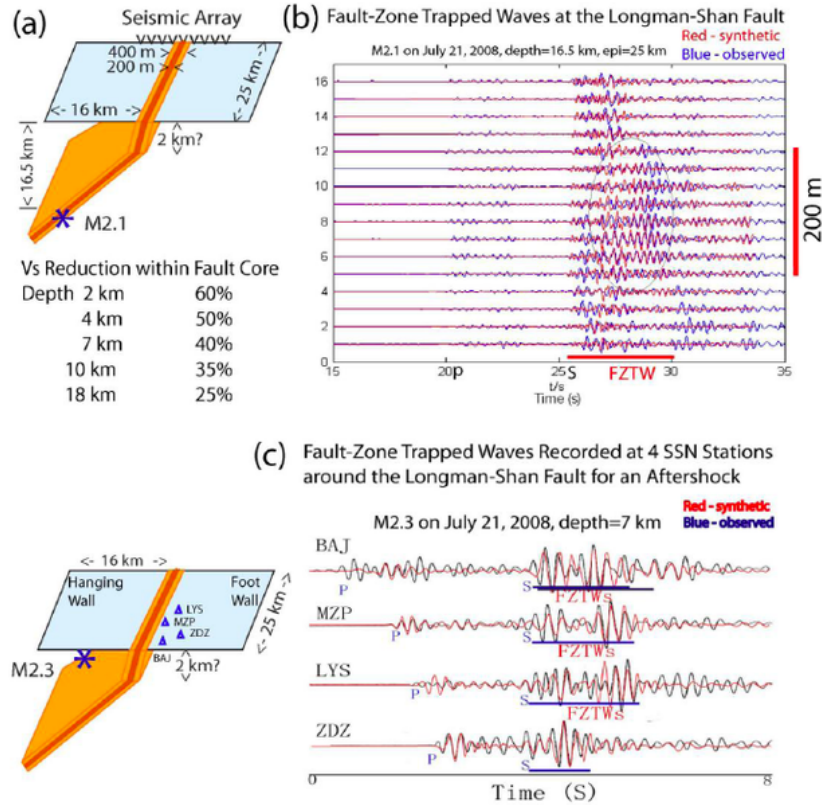 (a)
Seismic Array
VVVVVVVVV
400 m
200 m
<- 16 km ->
<- 25 km ->
2 km?
|< 16.5 km >|
M2.1
Vs Reduction within Fault Core
Depth 2 km 60%
4 km 50%
7 km 40%
10 km 35%
18 km 25%
(b) Fault-Zone Trapped Waves at the Longman-Shan Fault
Red - synthetic
M2.1 on July 21, 2008, depth=16.5 km, epi=25 km
Blue - observed
16
14
12
10
8
6
4
2
0
15 20 25 30 35
P S FZTW
t/s
Time (s)
200 m
(c) Fault-Zone Trapped Waves Recorded at 4 SSN Stations
around the Longman-Shan Fault for an Aftershock
Red - synthetic
M2.3 on July 21, 2008, depth=7 km
Blue - observed
<- 16 km ->
Hanging Wall
Foot Wall
LYS
MZP
ZDZ
BAJ
<- 25 km ->
2 km?
M2.3
BAJ
P
S
FZTWs
MZP
P
S
FZTWs
LYS
P
S
FZTWs
ZDZ
P
S
0 8
Time (S)